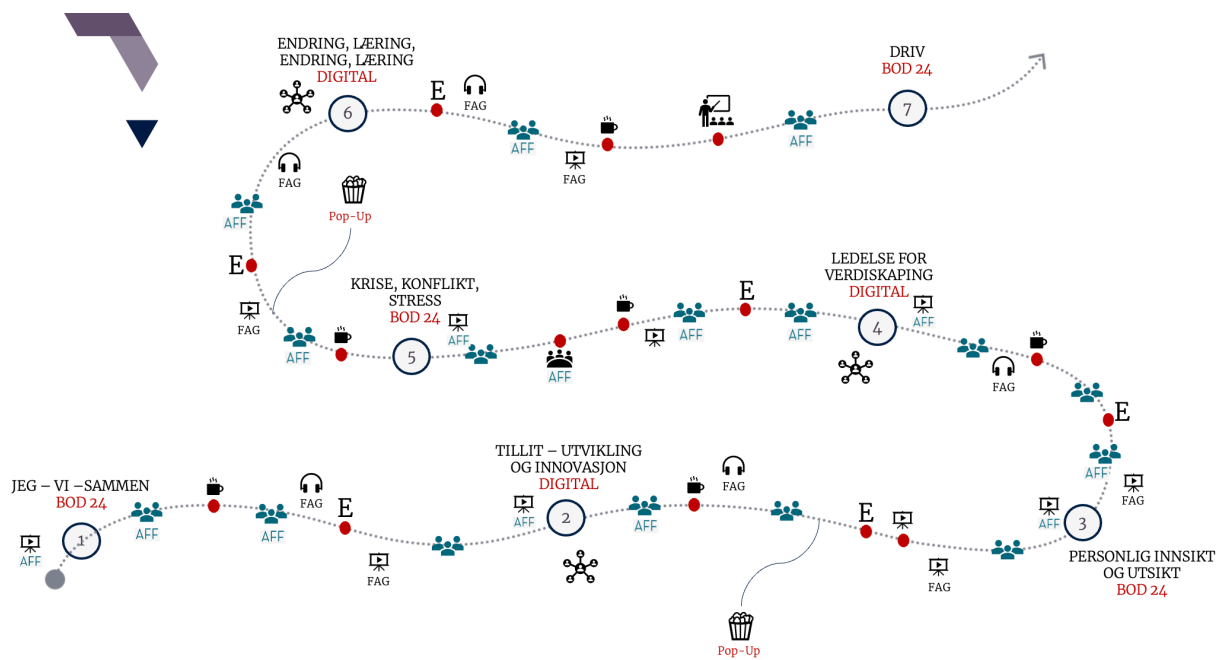 ENDRING, LÆRING,
ENDRING, LÆRING
DIGITAL
6
E
FAG
AFF
FAG
AFF
DRIV
BOD 24
7
FAG
AFF
Pop-Up
E
FAG
AFF
KRISE, KONFLIKT,
STRESS
BOD 24
5
AFF
AFF
AFF
E
AFF
LEDELSE FOR
VERDISKAPING
DIGITAL
4
AFF
FAG
E
AFF
FAG
JEG – VI –SAMMEN
BOD 24
1
AFF
AFF
AFF
FAG
E
FAG
TILLIT – UTVIKLING
OG INNOVASJON
DIGITAL
AFF
2
AFF
FAG
E
FAG
Pop-Up
AFF
3
PERSONLIG INNSIKT
OG UTSIKT
BOD 24